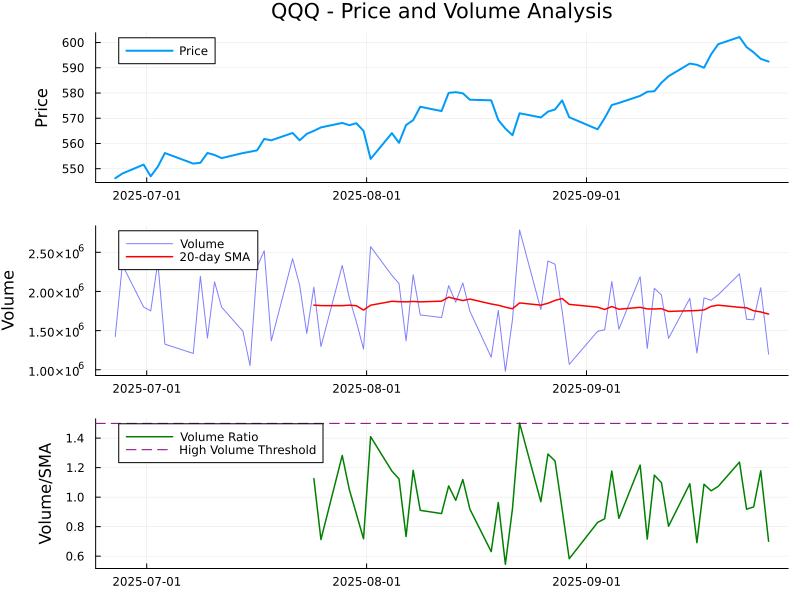 QQQ - Price and Volume Analysis
Price
600
590
580
570
560
550
Price
2025-07-01
2025-08-01
2025-09-01
Volume
2.50×10⁶
2.00×10⁶
1.50×10⁶
1.00×10⁶
Volume
20-day SMA
2025-07-01
2025-08-01
2025-09-01
Volume/SMA
1.4
1.2
1.0
0.8
0.6
Volume Ratio
High Volume Threshold
2025-07-01
2025-08-01
2025-09-01